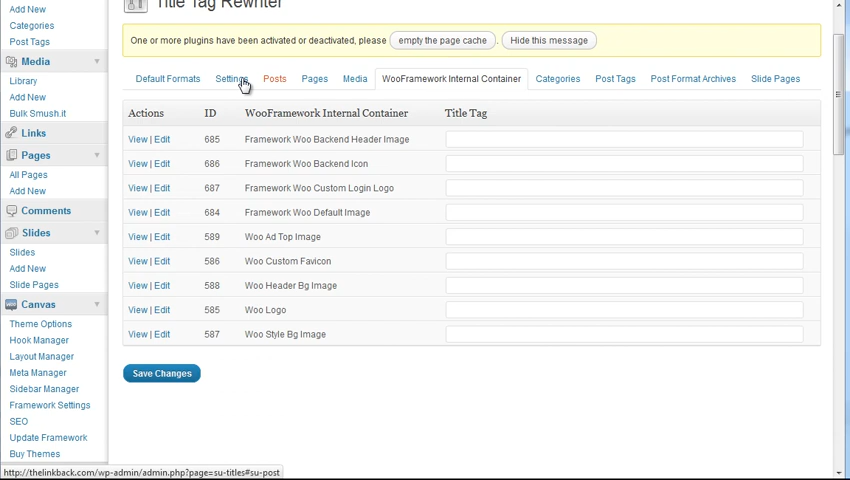 Add New
Categories
Post Tags
Media
Library
Add New
Bulk Smush.it
Links
Pages
All Pages
Add New
Comments
Slides
Slides
Add New
Slide Pages
Canvas
Theme Options
Hook Manager
Layout Manager
Meta Manager
Sidebar Manager
Framework Settings
SEO
Update Framework
Buy Themes
Title Tag Rewriter
One or more plugins have been activated or deactivated, please empty the page cache. Hide this message
Default Formats Settings Posts Pages Media WooFramework Internal Container Categories Post Tags Post Format Archives Slide Pages
Actions ID WooFramework Internal Container Title Tag
View | Edit 685 Framework Woo Backend Header Image
View | Edit 686 Framework Woo Backend Icon
View | Edit 687 Framework Woo Custom Login Logo
View | Edit 684 Framework Woo Default Image
View | Edit 589 Woo Ad Top Image
View | Edit 586 Woo Custom Favicon
View | Edit 588 Woo Header Bg Image
View | Edit 585 Woo Logo
View | Edit 587 Woo Style Bg Image
Save Changes
http://thelinkback.com/wp-admin/admin.php?page=su-titles#su-post